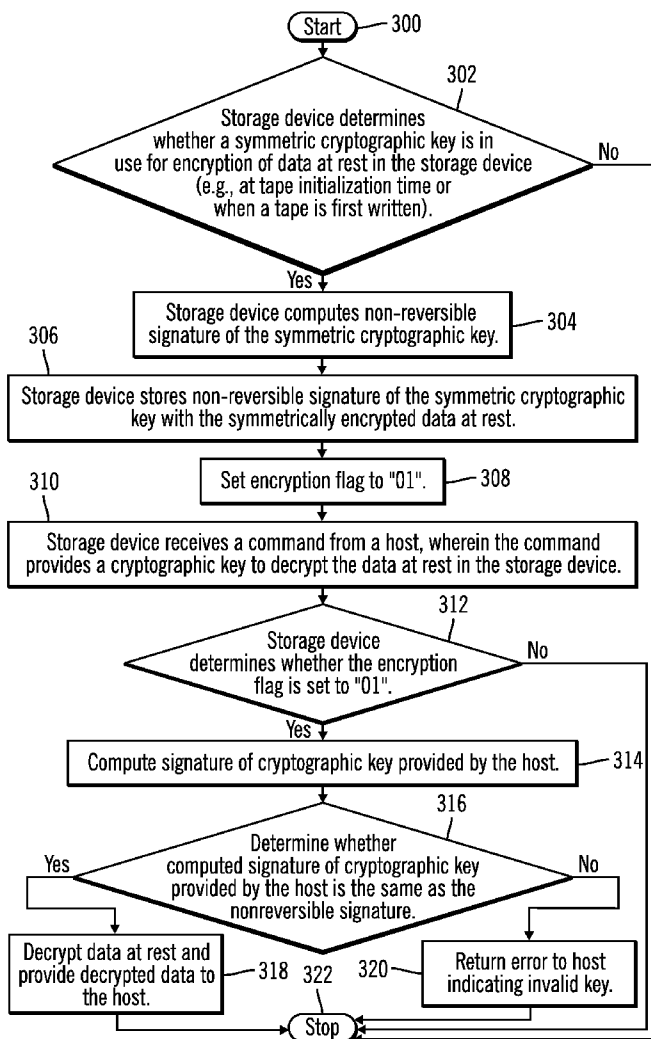 Start
300
302
Storage device determines
whether a symmetric cryptographic key is in
use for encryption of data at rest in the storage device
(e.g., at tape initialization time or
when a tape is first written).
No
Yes
Storage device computes non-reversible
signature of the symmetric cryptographic key.
304
306
Storage device stores non-reversible signature of the symmetric cryptographic
key with the symmetrically encrypted data at rest.
Set encryption flag to "01".
308
310
Storage device receives a command from a host, wherein the command
provides a cryptographic key to decrypt the data at rest in the storage device.
312
Storage device
determines whether the encryption
flag is set to "01".
No
Yes
Compute signature of cryptographic key provided by the host.
314
316
Determine whether
computed signature of cryptographic key
provided by the host is the same as the
nonreversible signature.
Yes
No
Decrypt data at rest and
provide decrypted data to
the host.
318
320
Return error to host
indicating invalid key.
322
Stop